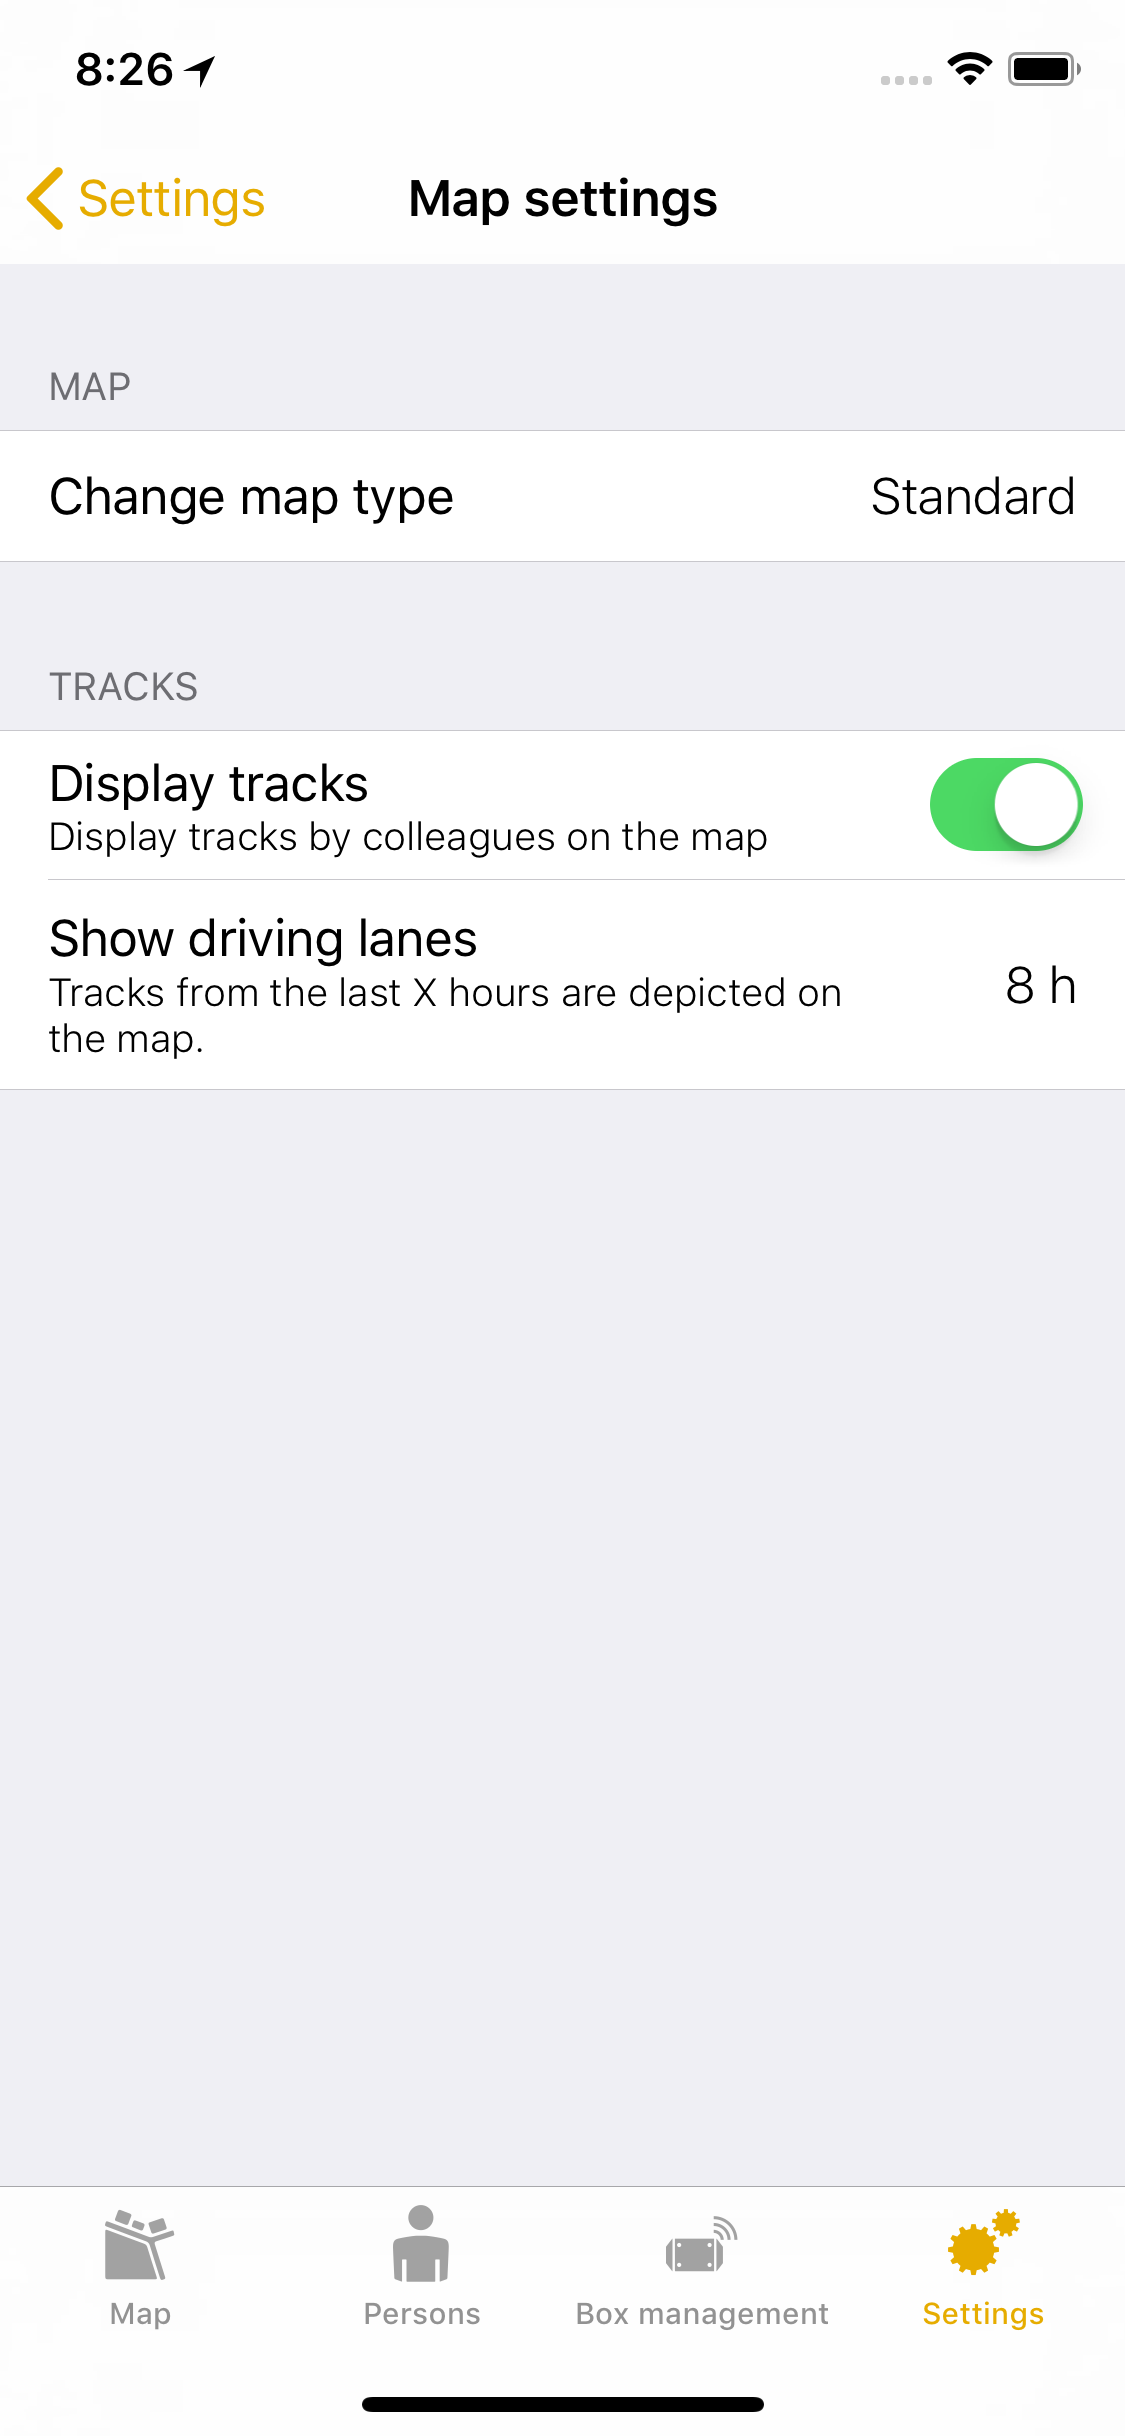 8:26
Settings
Map settings
MAP
Change map type
Standard
TRACKS
Display tracks
Display tracks by colleagues on the map
Show driving lanes
Tracks from the last X hours are depicted on
the map.
8 h
Map
Persons
Box management
Settings